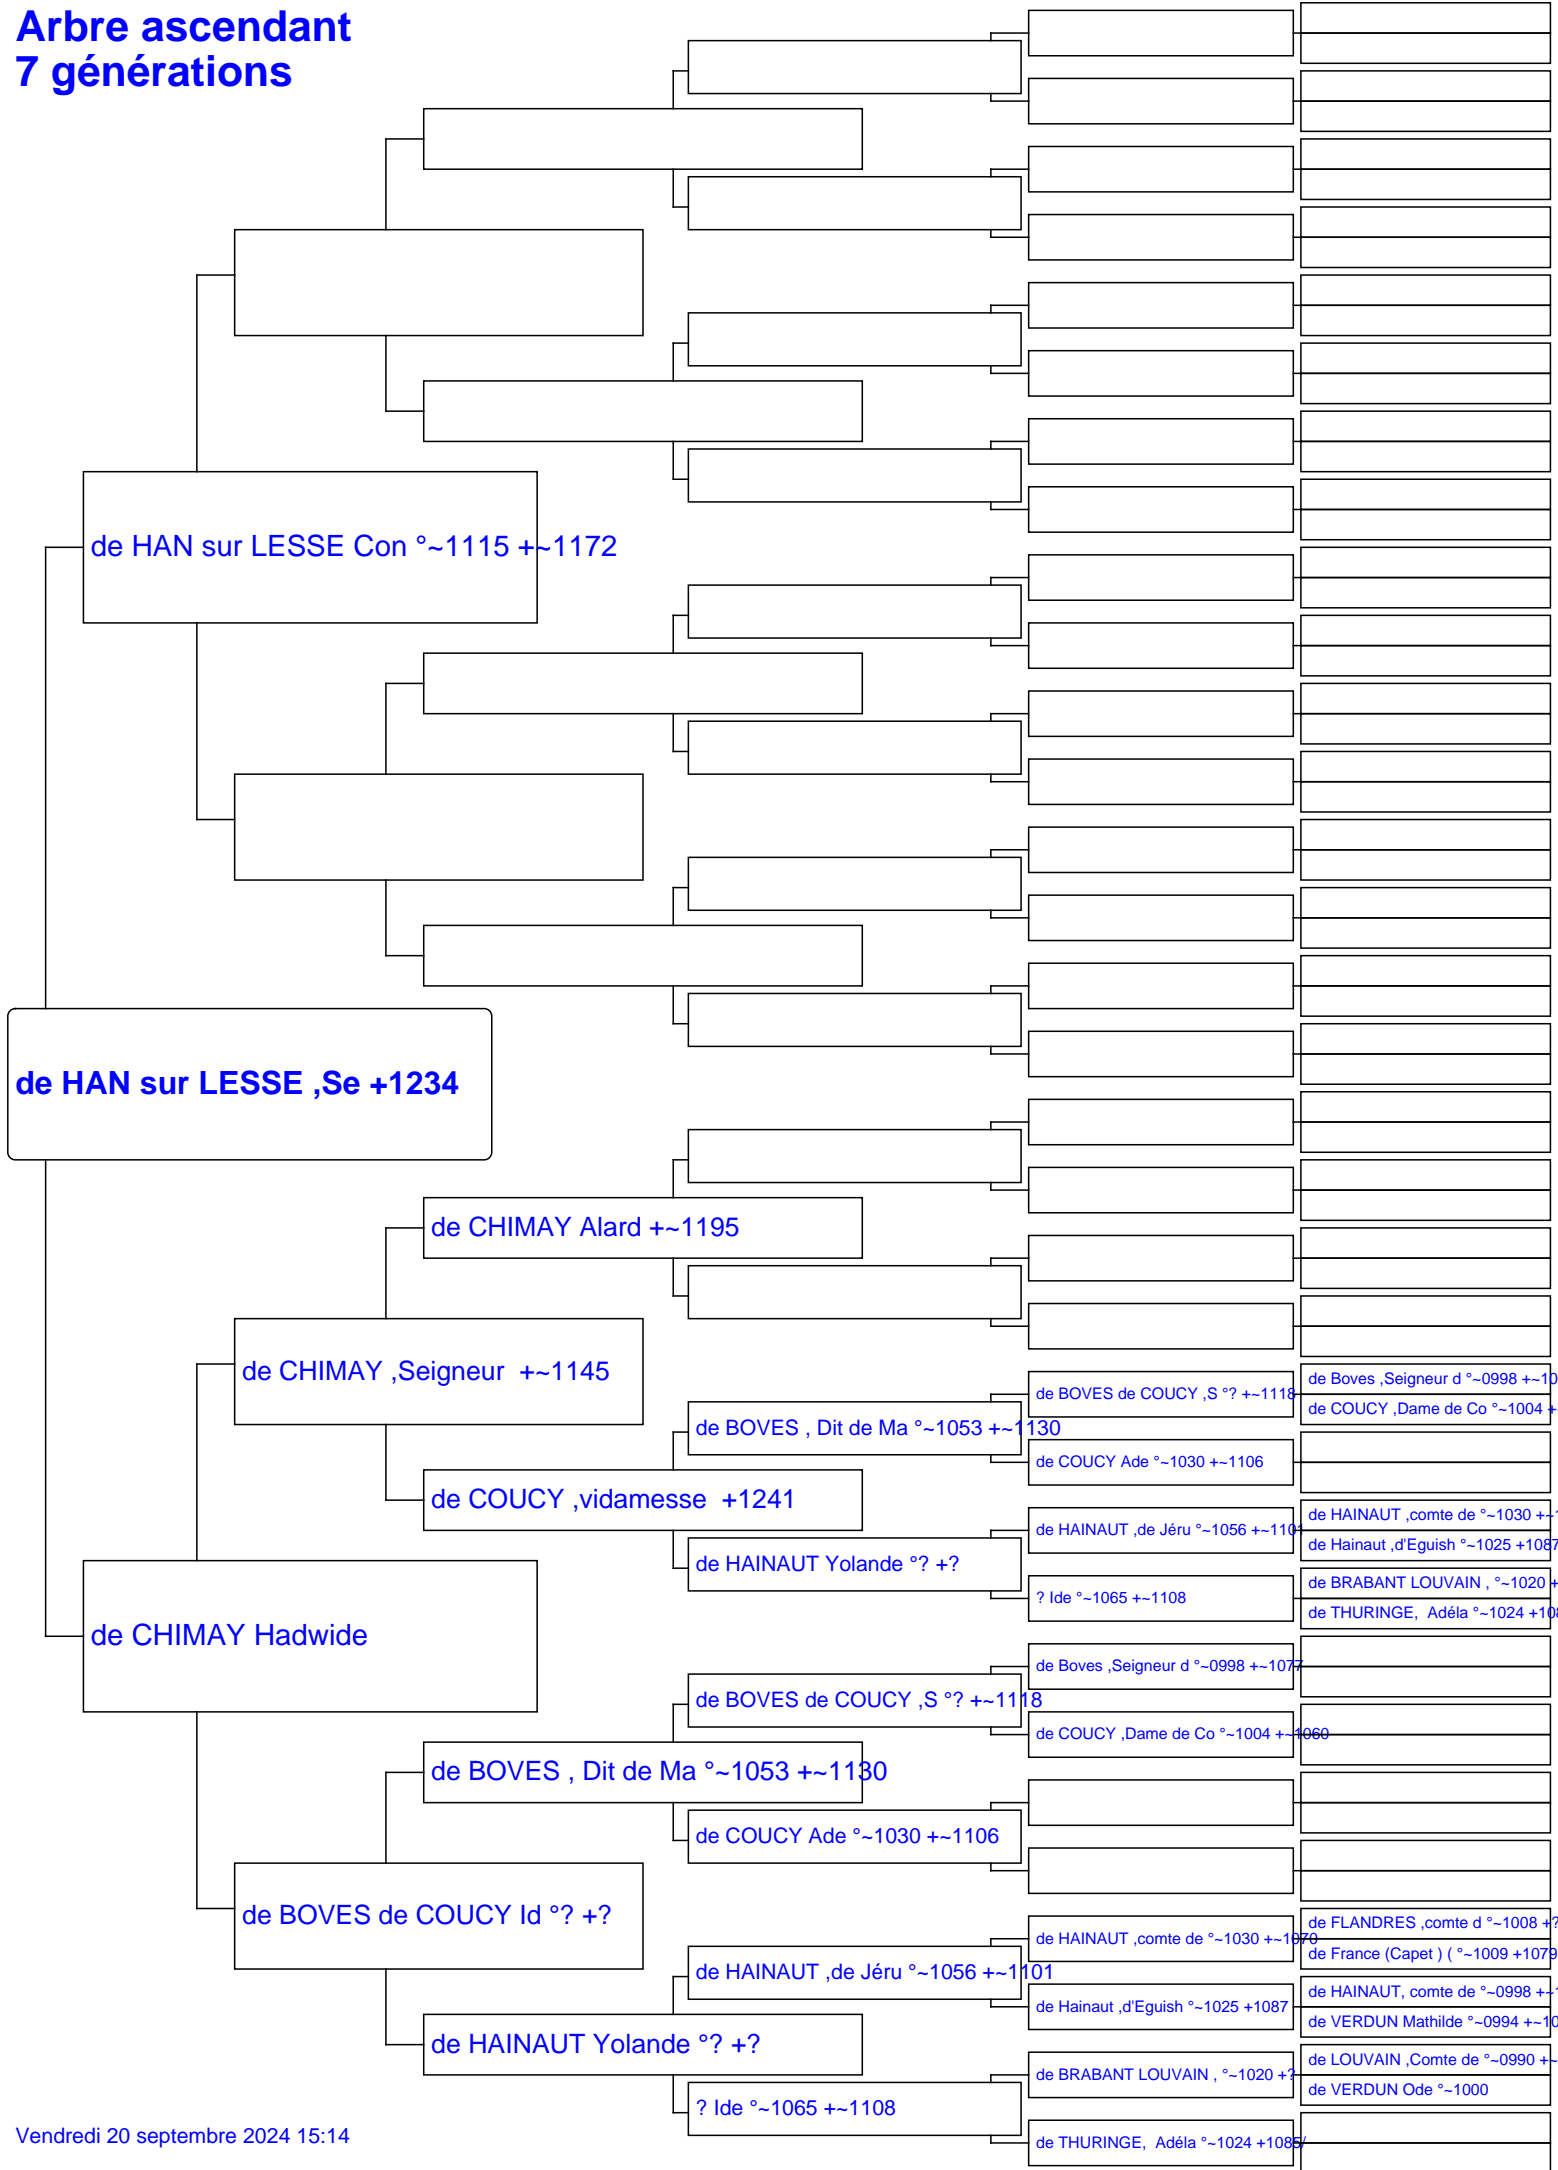 Arbre ascendant
7 générations
de HAN sur LESSE Con °~1115 +~1172
de HAN sur LESSE ,Se +1234
de CHIMAY Alard +~1195
de CHIMAY ,Seigneur  +~1145
de Boves ,Seigneur d °~0998 +~10
de BOVES de COUCY ,S °? +~1118
de COUCY ,Dame de Co °~1004 +
de BOVES , Dit de Ma °~1053 +~1130
de COUCY Ade °~1030 +~1106
de COUCY ,vidamesse  +1241
de HAINAUT ,comte de °~1030 +~1
de HAINAUT ,de Jéru °~1056 +~1101
de Hainaut ,d'Eguish °~1025 +1087
de HAINAUT Yolande °? +?
de BRABANT LOUVAIN , °~1020 +
? Ide °~1065 +~1108
de THURINGE,  Adéla °~1024 +108
de CHIMAY Hadwide
de Boves ,Seigneur d °~0998 +~1077
de BOVES de COUCY ,S °? +~1118
de COUCY ,Dame de Co °~1004 +~1060
de BOVES , Dit de Ma °~1053 +~1130
de COUCY Ade °~1030 +~1106
de BOVES de COUCY Id °? +?
de FLANDRES ,comte d °~1008 +?
de HAINAUT ,comte de °~1030 +~1070
de France (Capet ) ( °~1009 +1079
de HAINAUT ,de Jéru °~1056 +~1101
de HAINAUT, comte de °~0998 +~1
de Hainaut ,d'Eguish °~1025 +1087
de VERDUN Mathilde °~0994 +~10
de HAINAUT Yolande °? +?
de LOUVAIN ,Comte de °~0990 +~
de BRABANT LOUVAIN , °~1020 +?
de VERDUN Ode °~1000
? Ide °~1065 +~1108
de THURINGE,  Adéla °~1024 +1085/
Vendredi 20 septembre 2024 15:14